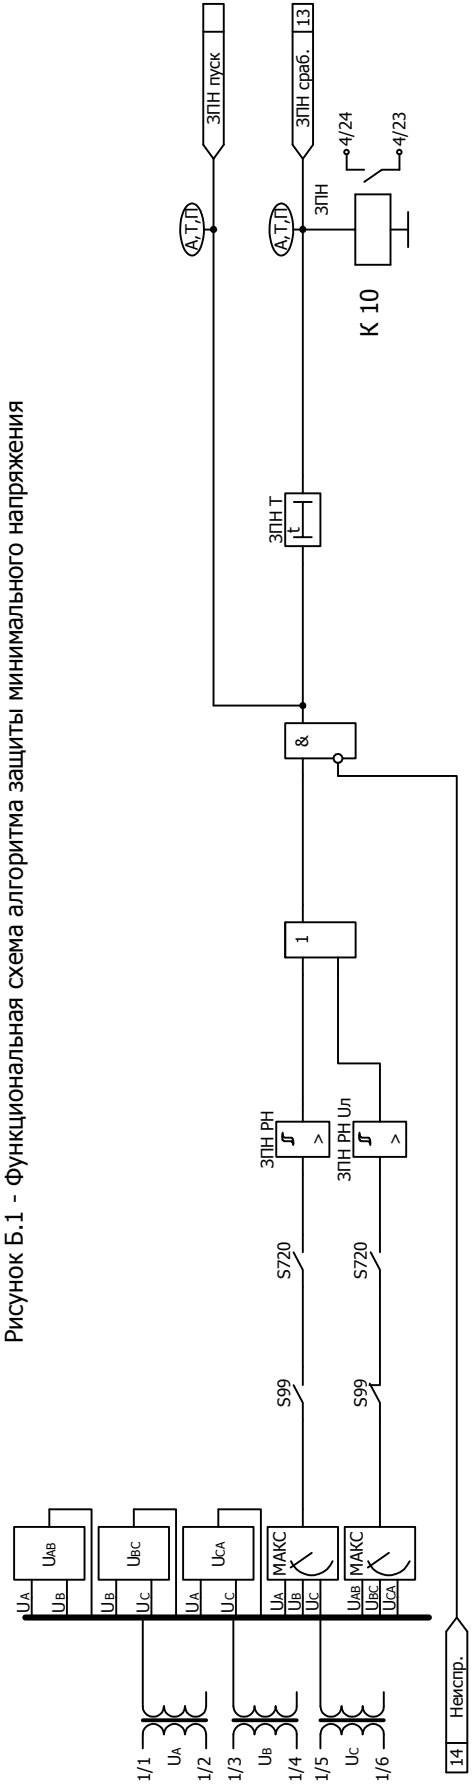 Рисунок Б.1 - Функциональная схема алгоритма защиты минимального напряжения
1/1
UA
1/2
1/3
UB
1/4
1/5
UC
1/6
UA
UB
UAB
UB
UC
UBC
UA
UC
UCA
UA
UB
UC
МАКС
UAB
UBC
UCA
МАКС
S99
S720
S99
S720
ЗПН РН
>
ЗПН РН Uл
>
1
&
ЗПН Т
t
А,Т,П
ЗПН пуск
А,Т,П
ЗПН сраб.
13
ЗПН
К 10
4/24
4/23
14
Неиспр.